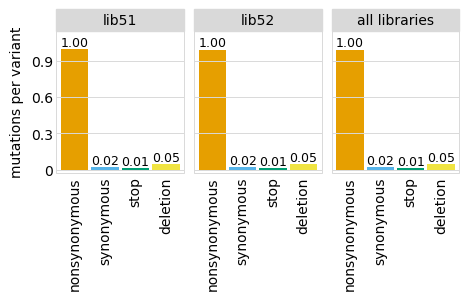 lib51
lib52
all libraries
mutations per variant
0.9
0.6
0.3
0
1.00
0.02
0.01
0.05
1.00
0.02
0.01
0.05
1.00
0.02
0.01
0.05
nonsynonymous
synonymous
stop
deletion
nonsynonymous
synonymous
stop
deletion
nonsynonymous
synonymous
stop
deletion